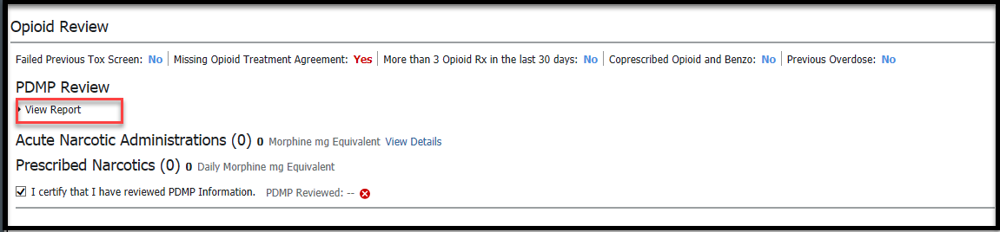 Opioid Review
Failed Previous Tox Screen: No Missing Opioid Treatment Agreement: Yes More than 3 Opioid Rx in the last 30 days: No Coprescribed Opioid and Benzo: No Previous Overdose: No
PDMP Review
View Report
Acute Narcotic Administrations (0) 0 Morphine mg Equivalent View Details
Prescribed Narcotics (0) 0 Daily Morphine mg Equivalent
I certify that I have reviewed PDMP Information. PDMP Reviewed: --